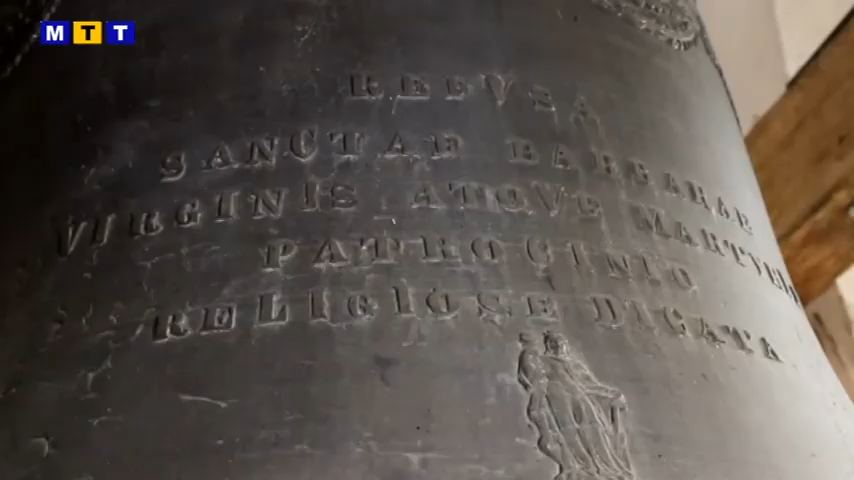 MTT
REFVSA
SANCTAE BARBARAE
VIRGINIS ATQVE MARTYRIS
PATROCINIO
RELIGIOSE DICATA